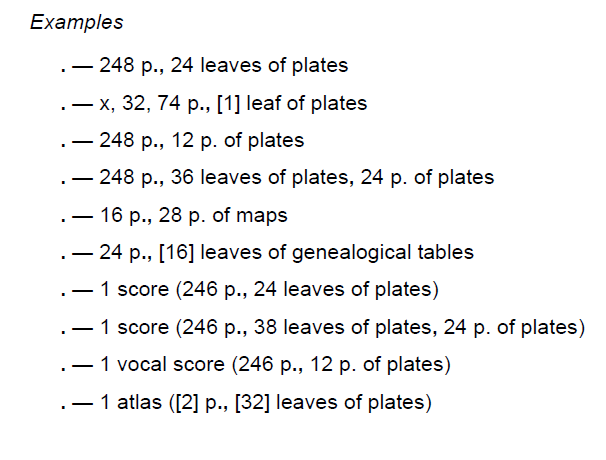 Examples
. — 248 p., 24 leaves of plates
. — x, 32, 74 p., [1] leaf of plates
. — 248 p., 12 p. of plates
. — 248 p., 36 leaves of plates, 24 p. of plates
. — 16 p., 28 p. of maps
. — 24 p., [16] leaves of genealogical tables
. — 1 score (246 p., 24 leaves of plates)
. — 1 score (246 p., 38 leaves of plates, 24 p. of plates)
. — 1 vocal score (246 p., 12 p. of plates)
. — 1 atlas ([2] p., [32] leaves of plates)